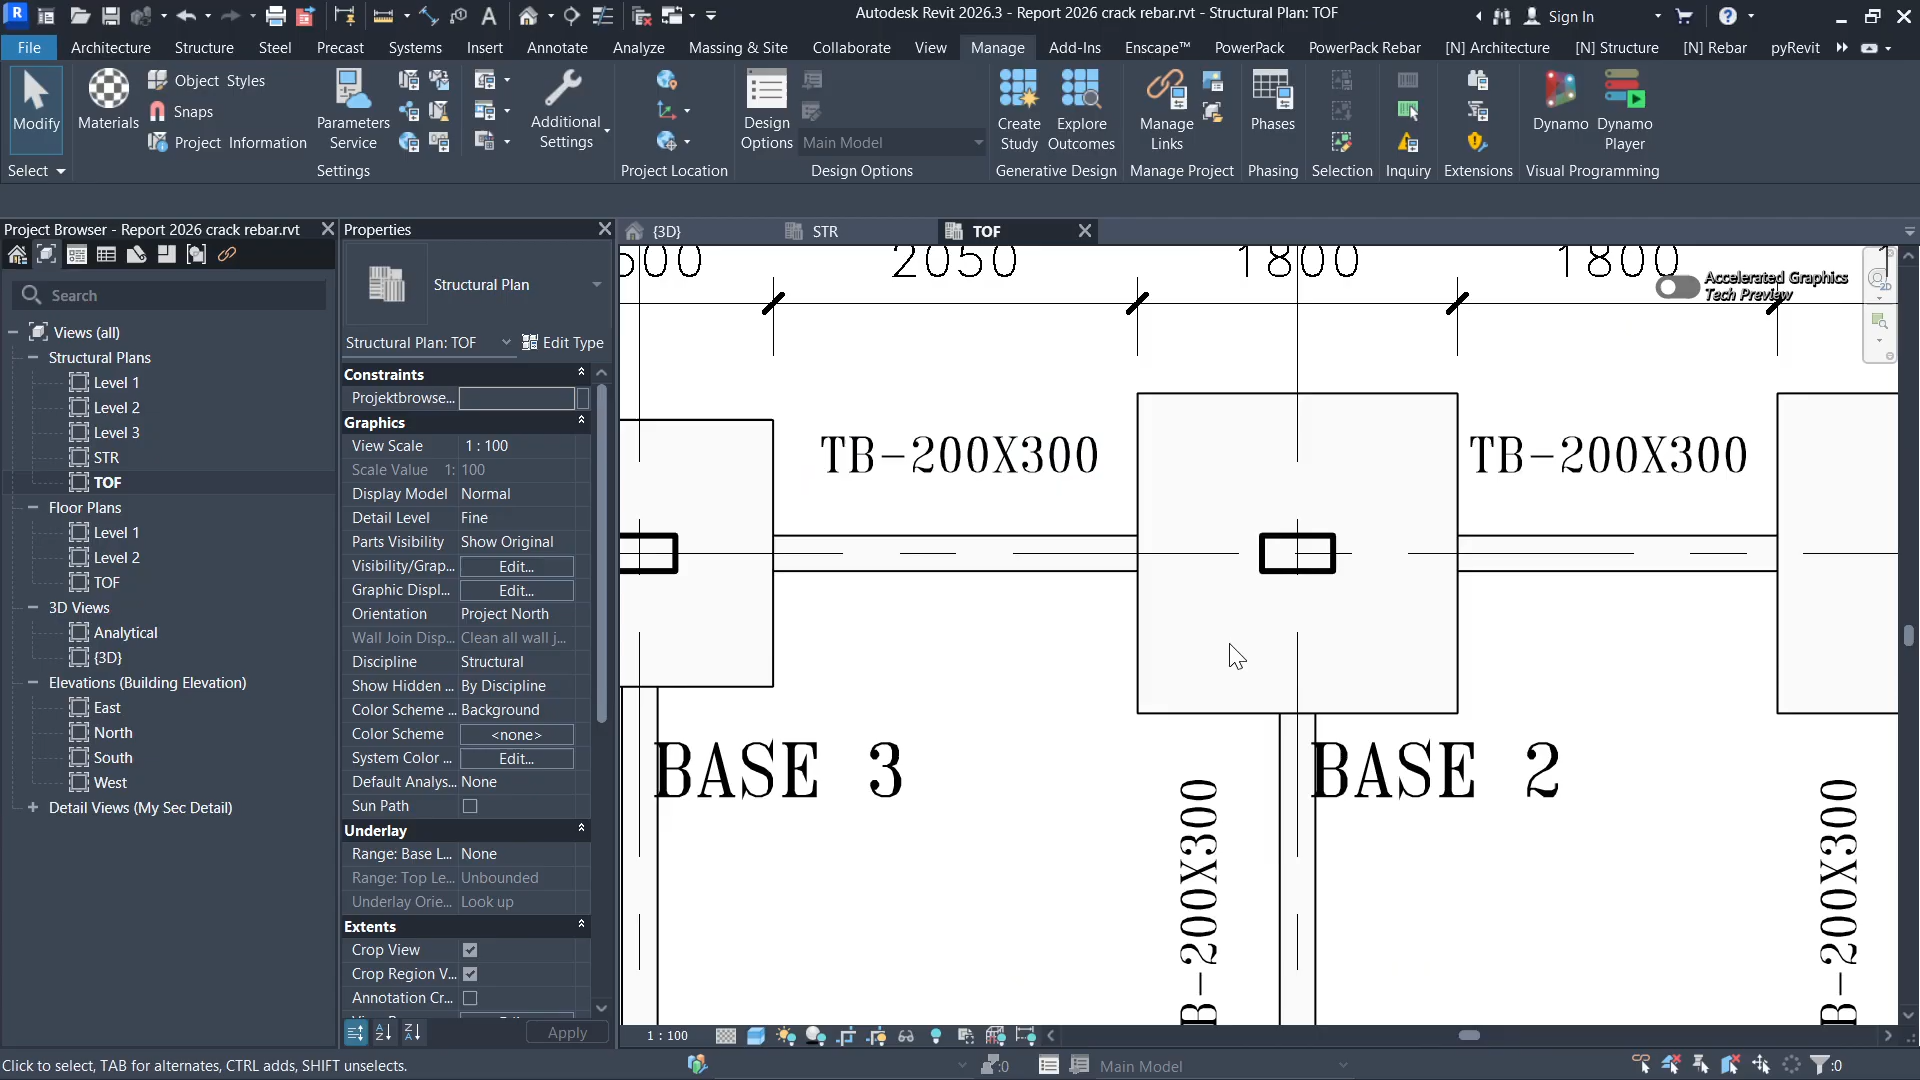 Autodesk Revit 2026.3 - Report 2026 crack rebar.rvt - Structural Plan: TOF
Sign In
File Architecture Structure Steel Precast Systems Insert Annotate Analyze Massing & Site Collaborate View Manage Add-Ins Enscape™ PowerPack PowerPack Rebar [N] Architecture [N] Structure [N] Rebar pyRevit
Modify
Materials
Object Styles
Snaps
Project Information
Parameters Service
Additional Settings
Design Options
Main Model
Create Study
Explore Outcomes
Manage Links
Phases
Dynamo
Dynamo Player
Select
Settings
Project Location
Design Options
Generative Design
Manage Project
Phasing
Selection
Inquiry
Extensions
Visual Programming
Project Browser - Report 2026 crack rebar.rvt
Search
Views (all)
Structural Plans
Level 1
Level 2
Level 3
STR
TOF
Floor Plans
Level 1
Level 2
TOF
3D Views
Analytical
{3D}
Elevations (Building Elevation)
East
North
South
West
Detail Views (My Sec Detail)
Properties
Structural Plan
Structural Plan: TOF
Edit Type
Constraints
Projektbrowse...
Graphics
View Scale 1 : 100
Scale Value 1: 100
Display Model Normal
Detail Level Fine
Parts Visibility Show Original
Visibility/Grap... Edit...
Graphic Displ... Edit...
Orientation Project North
Wall Join Disp... Clean all wall j...
Discipline Structural
Show Hidden ... By Discipline
Color Scheme ... Background
Color Scheme <none>
System Color ... Edit...
Default Analys... None
Sun Path
Underlay
Range: Base L... None
Range: Top Le... Unbounded
Underlay Orie... Look up
Extents
Crop View
Crop Region V...
Annotation Cr...
Apply
{3D}
STR
TOF
2050
1800
1800
Accelerated Graphics
Tech Preview
2D
TB-200X300
TB-200X300
BASE 3
BASE 2
B-200X300
B-200X300
1 : 100
Click to select, TAB for alternates, CTRL adds, SHIFT unselects.
:0
Main Model
:0